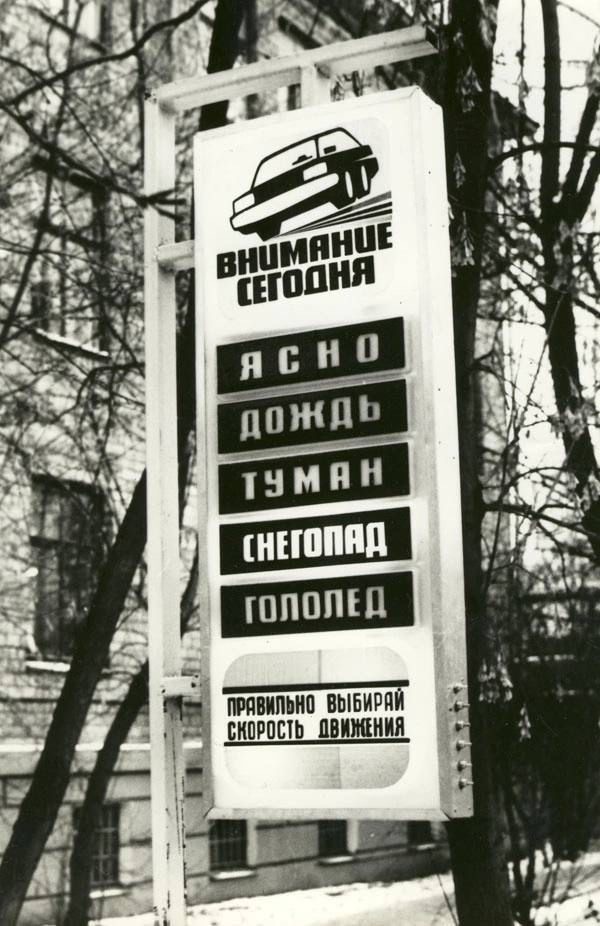 ВНИМАНИЕ
СЕГОДНЯ
ЯСНО
ДОЖДЬ
ТУМАН
СНЕГОПАД
ГОЛОЛЕД
ПРАВИЛЬНО ВЫБИРАЙ
СКОРОСТЬ ДВИЖЕНИЯ